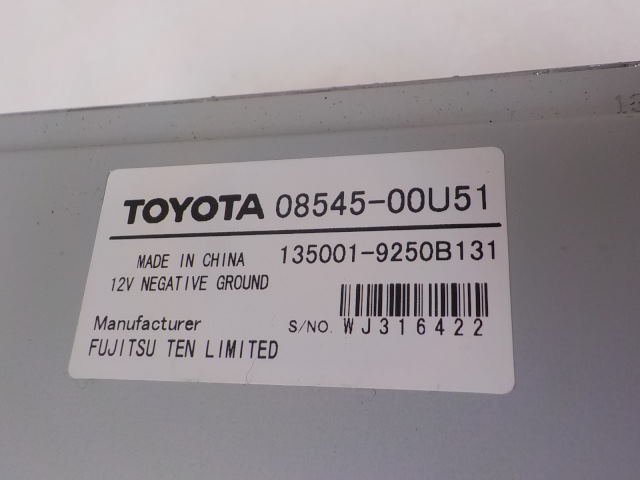 TOYOTA 08545-00U51
MADE IN CHINA 135001-9250B131
12V NEGATIVE GROUND
Manufacturer S/NO. WJ316422
FUJITSU TEN LIMITED